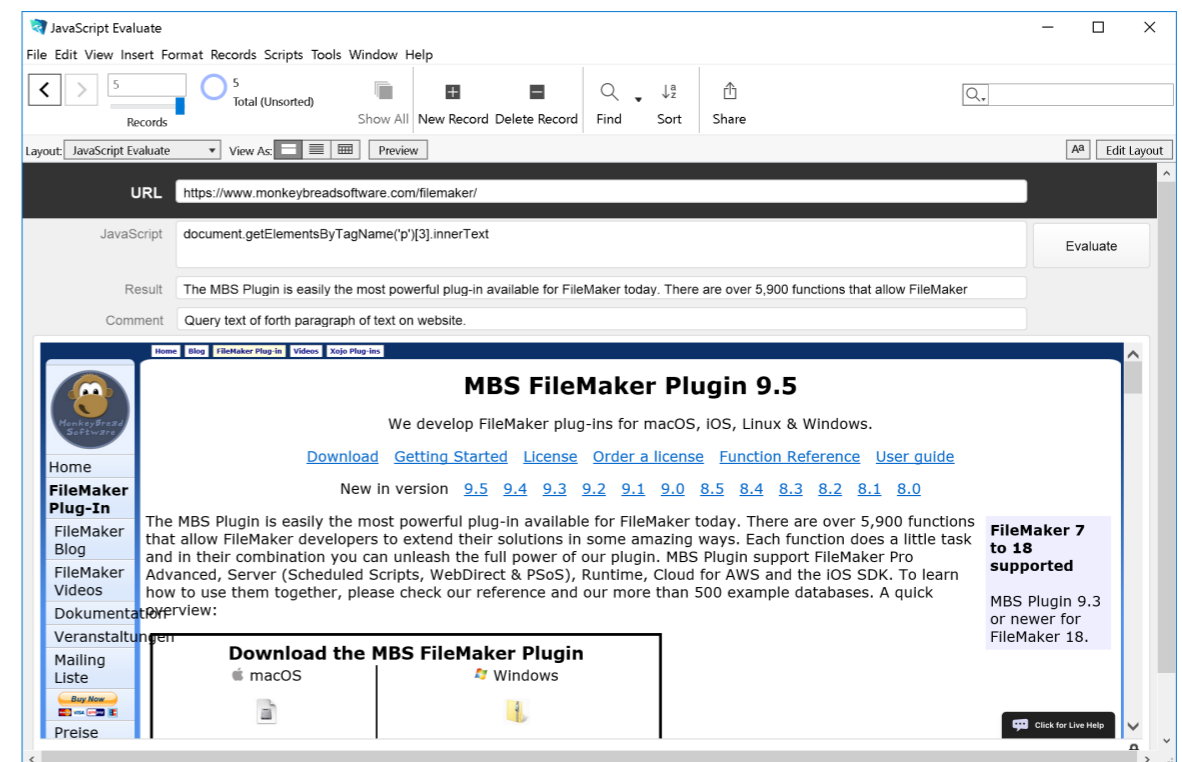 JavaScript Evaluate
File Edit View Insert Format Records Scripts Tools Window Help
5
5
Total (Unsorted)
Records
Show All New Record Delete Record Find Sort Share
Layout: JavaScript Evaluate View As: Preview Aa Edit Layout
URL https://www.monkeybreadsoftware.com/filemaker/
JavaScript document.getElementsByTagName('p')[3].innerText Evaluate
Result The MBS Plugin is easily the most powerful plug-in available for FileMaker today. There are over 5,900 functions that allow FileMaker
Comment Query text of forth paragraph of text on website.
Home Blog FileMaker Plug-in Videos Xojo Plug-ins
MonkeyBread
Software
Home
FileMaker
Plug-In
FileMaker
Blog
FileMaker
Videos
Dokumentation
Veranstaltungen
Mailing
Liste
Buy Now
VISA
Preise
MBS FileMaker Plugin 9.5
We develop FileMaker plug-ins for macOS, iOS, Linux & Windows.
Download Getting Started License Order a license Function Reference User guide
New in version 9.5 9.4 9.3 9.2 9.1 9.0 8.5 8.4 8.3 8.2 8.1 8.0
The MBS Plugin is easily the most powerful plug-in available for FileMaker today. There are over 5,900 functions
that allow FileMaker developers to extend their solutions in some amazing ways. Each function does a little task
and in their combination you can unleash the full power of our plugin. MBS Plugin support FileMaker Pro
Advanced, Server (Scheduled Scripts, WebDirect & PSoS), Runtime, Cloud for AWS and the iOS SDK. To learn
how to use them together, please check our reference and our more than 500 example databases. A quick
overview:
FileMaker 7
to 18
supported
MBS Plugin 9.3
or newer for
FileMaker 18.
Download the MBS FileMaker Plugin
macOS Windows
Click for Live Help